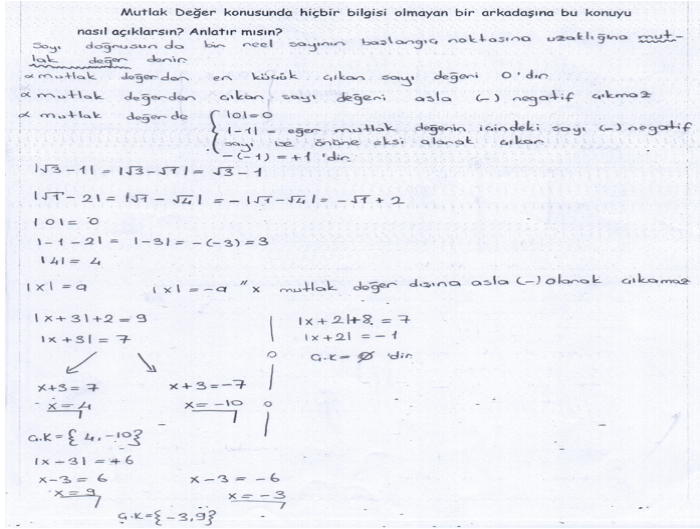 Mutlak Değer konusunda hiçbir bilgisi olmayan bir arkadaşına bu konuyu
nasıl açıklarsın? Anlatır mısın?
Sayı doğrusunda bir reel sayının başlangıç noktasına uzaklığına mut-
lak değer denir
α mutlak değerden en küçük çıkan sayı değeri 0'dır
α mutlak değerden çıkan sayı değeri asla (-) negatif çıkmaz
α mutlak değerde { |0|=0
|-1| = eğer mutlak değerin içindeki sayı (-) negatif
sayı ise önüne eksi alarak çıkar.
-(-1) = +1 'dir
|√3 - 1| = |√3 - √1| = √3 - 1
|√1 - 2| = |√1 - √4| = -|√1 - √4| = -√1 + 2
|0| = 0
|-1-2| = |-3| = -(-3) = 3
|4| = 4
|x| = a |x| = -a "x mutlak değer dışına asla (-) olarak çıkamaz
|x+3|+2 = 9 |x+2|+8 = 7
|x+3| = 7 |x+2| = -1
Ç.K = ∅ 'dir
x+3 = 7 x+3 = -7
x = 4 x = -10
Ç.K = {4, -10}
|x-3| = +6
x-3 = 6 x-3 = -6
x = 9 x = -3
Ç.K = {-3, 9}